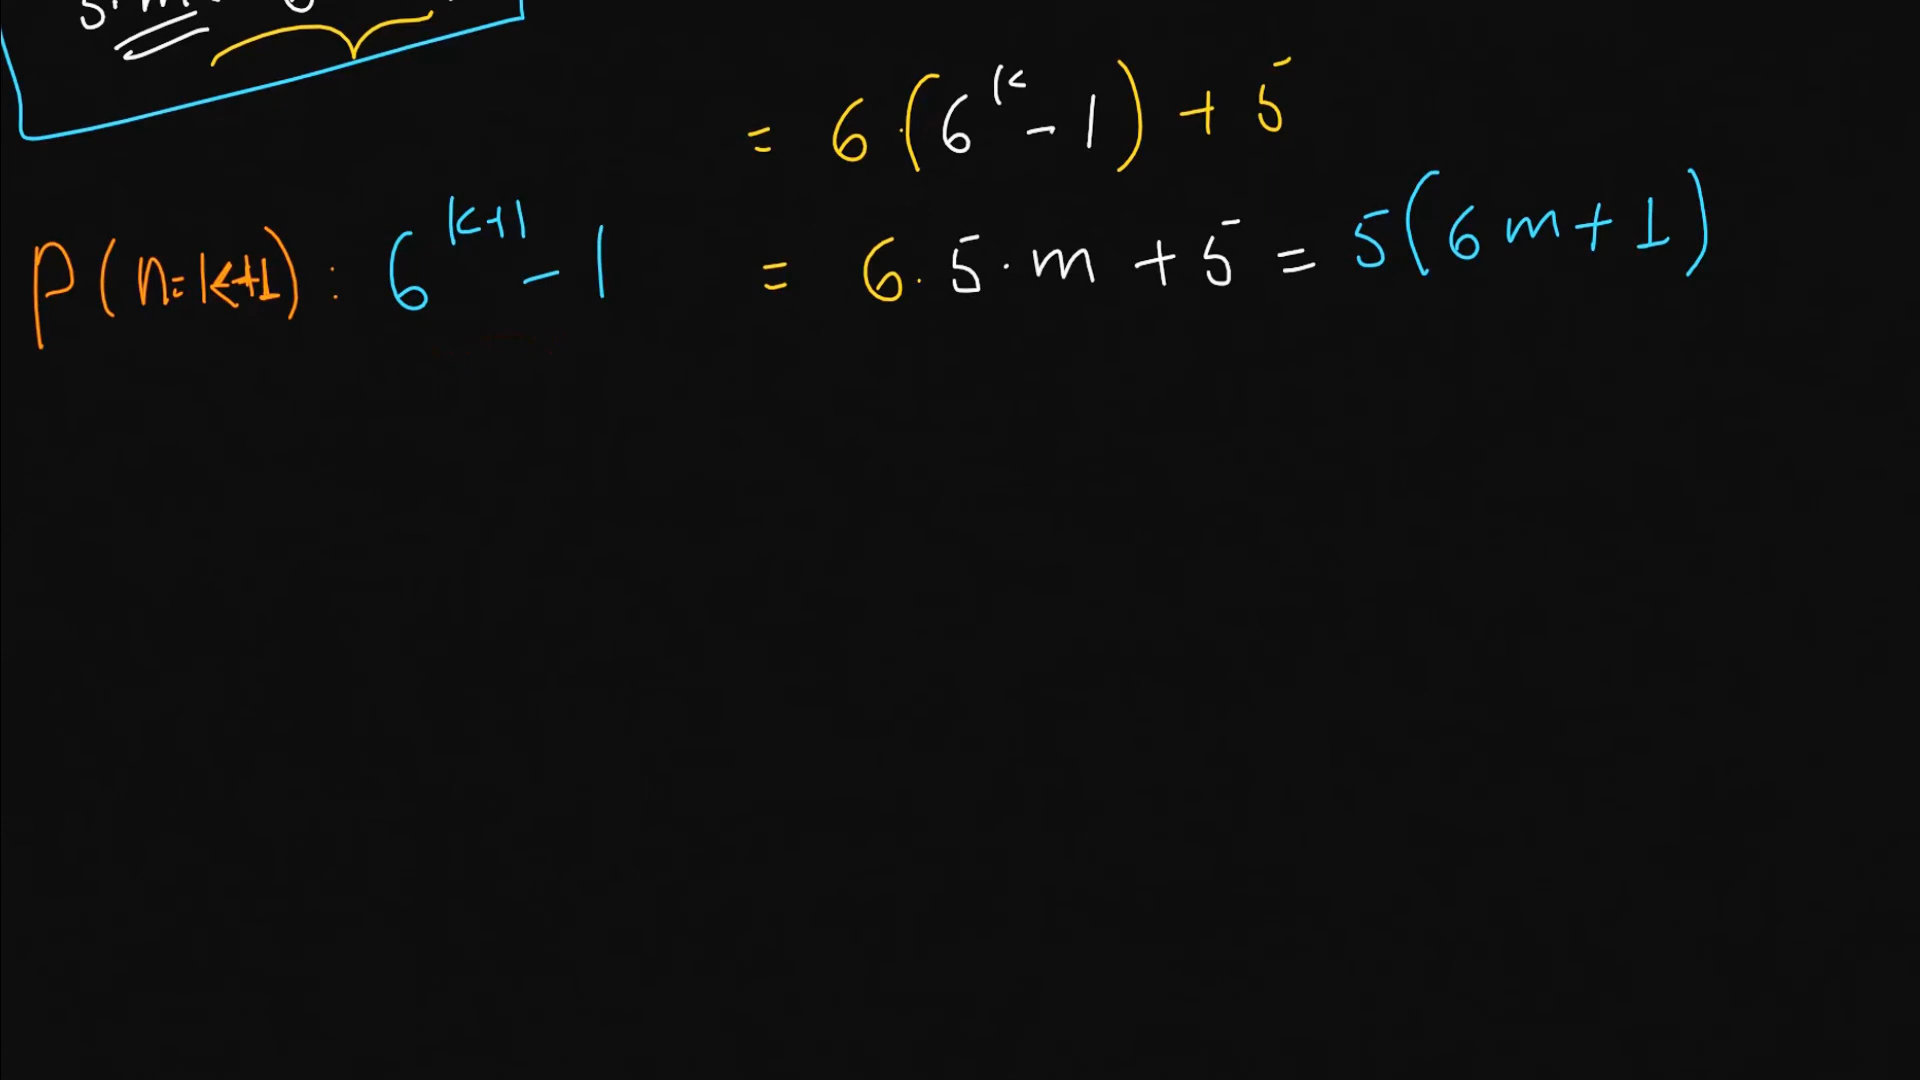 = 6·(6^k - 1) + 5
P(n=k+1) : 6^(k+1) - 1 = 6·5·m + 5 = 5(6m+1)